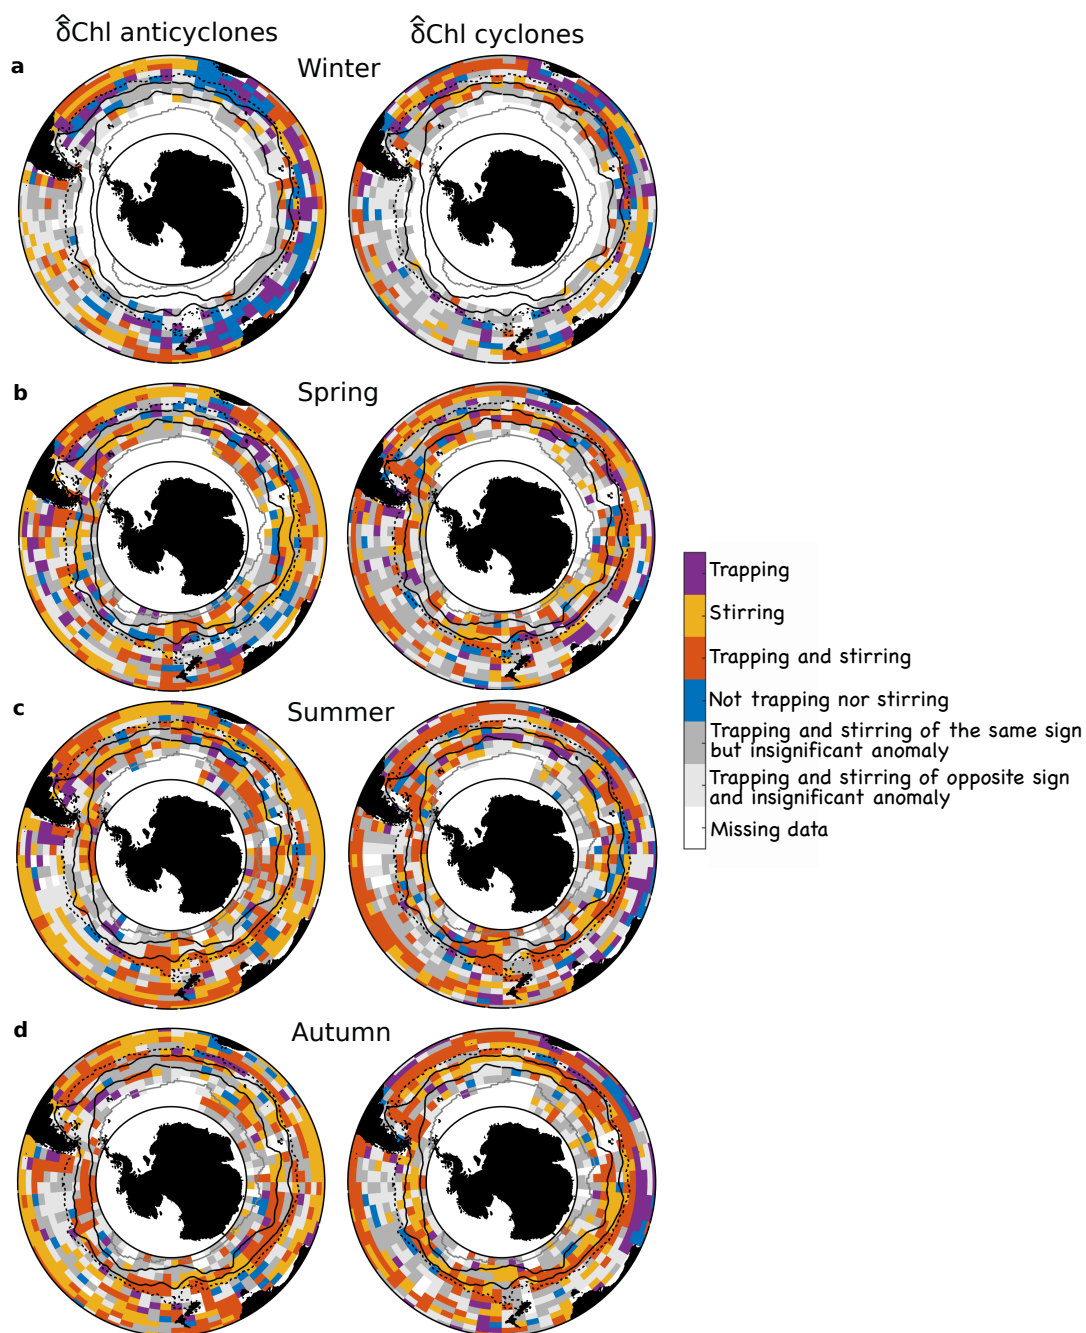 δ̂Chl anticyclones
δ̂Chl cyclones
a
Winter
b
Spring
c
Summer
d
Autumn
Trapping
Stirring
Trapping and stirring
Not trapping nor stirring
Trapping and stirring of the same sign
but insignificant anomaly
Trapping and stirring of opposite sign
and insignificant anomaly
Missing data